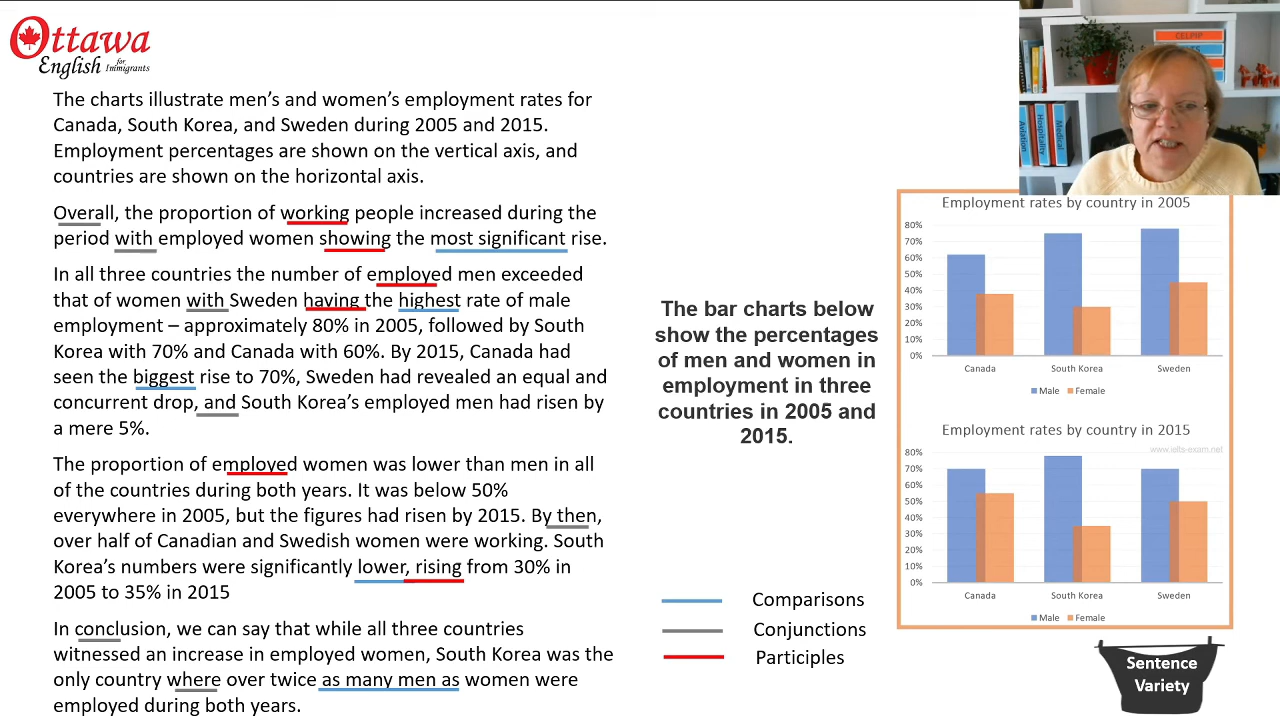 Ottawa
English for Immigrants
The charts illustrate men's and women's employment rates for
Canada, South Korea, and Sweden during 2005 and 2015.
Employment percentages are shown on the vertical axis, and
countries are shown on the horizontal axis.
Overall, the proportion of working people increased during the
period with employed women showing the most significant rise.
In all three countries the number of employed men exceeded
that of women with Sweden having the highest rate of male
employment – approximately 80% in 2005, followed by South
Korea with 70% and Canada with 60%. By 2015, Canada had
seen the biggest rise to 70%, Sweden had revealed an equal and
concurrent drop, and South Korea's employed men had risen by
a mere 5%.
The proportion of employed women was lower than men in all
of the countries during both years. It was below 50%
everywhere in 2005, but the figures had risen by 2015. By then,
over half of Canadian and Swedish women were working. South
Korea's numbers were significantly lower, rising from 30% in
2005 to 35% in 2015
In conclusion, we can say that while all three countries
witnessed an increase in employed women, South Korea was the
only country where over twice as many men as women were
employed during both years.
The bar charts below
show the percentages
of men and women in
employment in three
countries in 2005 and
2015.
Comparisons
Conjunctions
Participles
CELPIP
Aviation
Hospitality
Medical
Employment rates by country in 2005
80%
70%
60%
50%
40%
30%
20%
10%
0%
Canada South Korea Sweden
Male Female
Employment rates by country in 2015
www.ielts-exam.net
80%
70%
60%
50%
40%
30%
20%
10%
0%
Canada South Korea Sweden
Male Female
Sentence
Variety